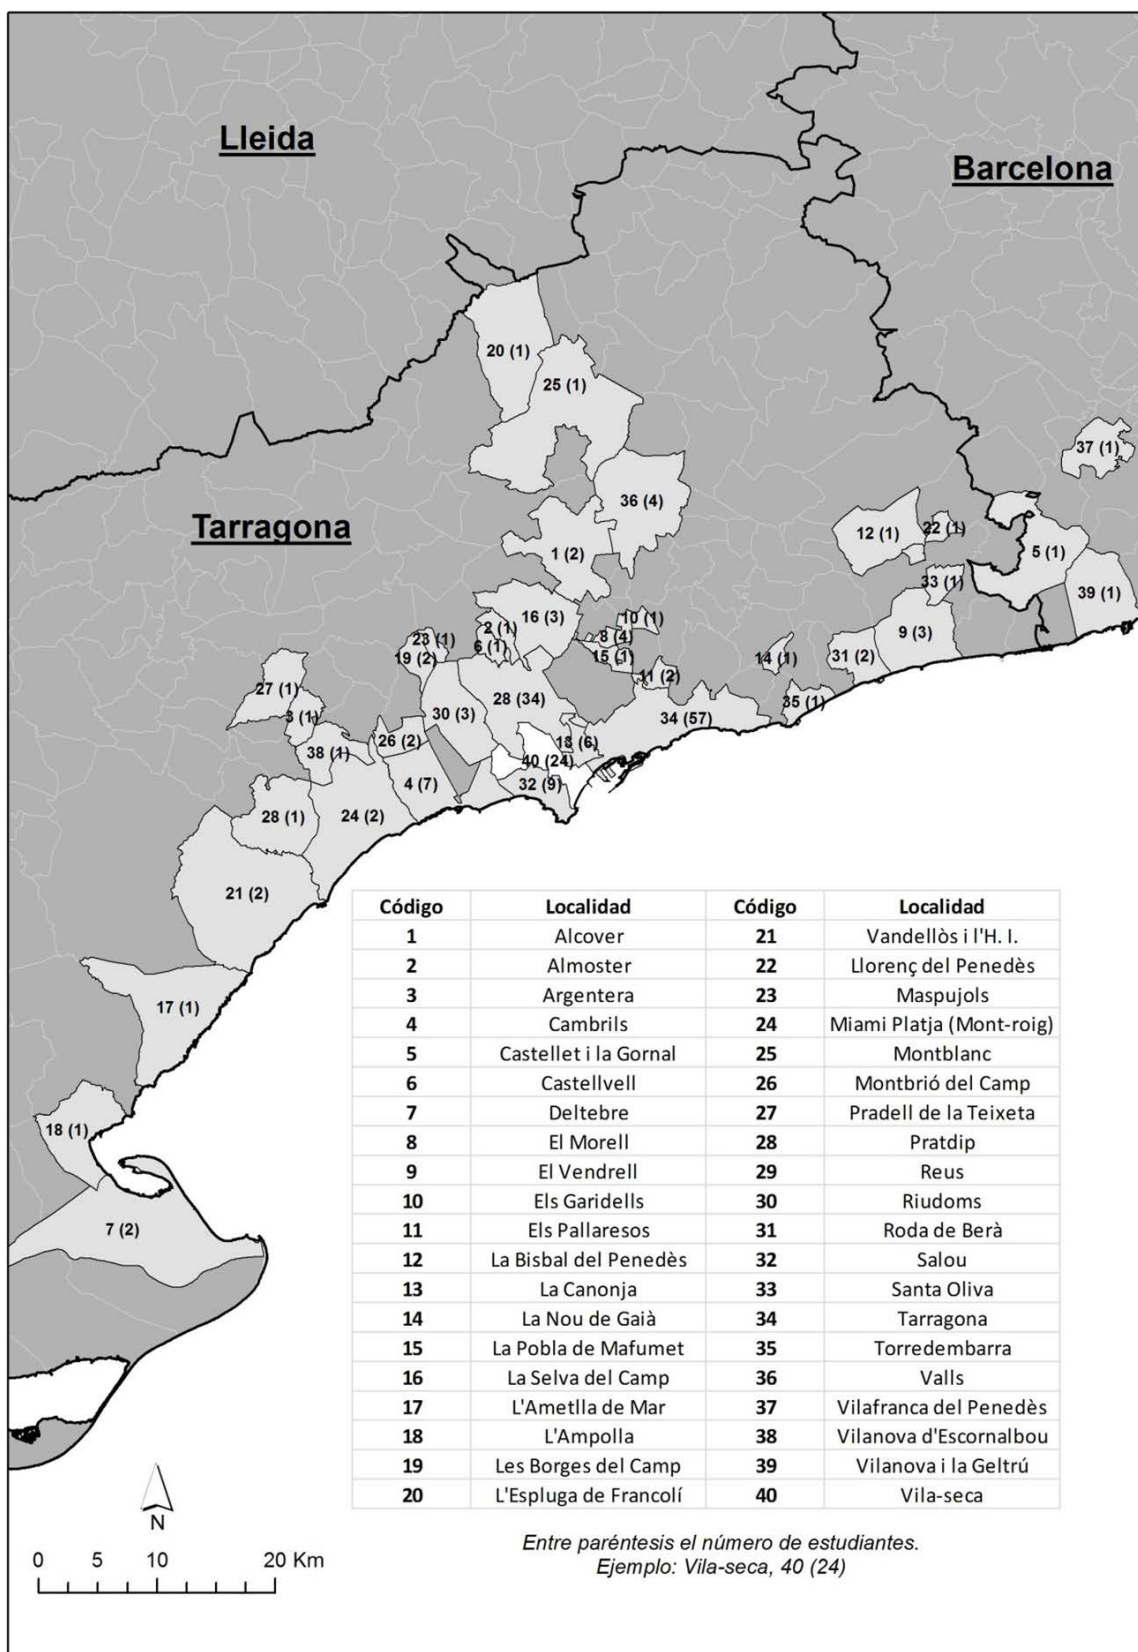 Lleida
Barcelona
20 (1)
25 (1)
37 (1)
36 (4)
Tarragona
12 (1)
22 (1)
1 (2)
5 (1)
33 (1)
39 (1)
16 (3)
10 (1)
2 (1)
8 (4)
23 (1)
6 (1)
9 (3)
19 (2)
15 (1)
14 (1)
31 (2)
11 (2)
27 (1)
28 (34)
35 (1)
3 (1)
30 (3)
34 (57)
26 (2)
13 (6)
38 (1)
40 (24)
4 (7)
32 (9)
28 (1)
24 (2)
21 (2)
17 (1)
18 (1)
7 (2)
Código Localidad Código Localidad
1 Alcover 21 Vandellòs i l'H. I.
2 Almoster 22 Llorenç del Penedès
3 Argentera 23 Maspujols
4 Cambrils 24 Miami Platja (Mont-roig)
5 Castellet i la Gornal 25 Montblanc
6 Castellvell 26 Montbrió del Camp
7 Deltebre 27 Pradell de la Teixeta
8 El Morell 28 Pratdip
9 El Vendrell 29 Reus
10 Els Garidells 30 Riudoms
11 Els Pallaresos 31 Roda de Berà
12 La Bisbal del Penedès 32 Salou
13 La Canonja 33 Santa Oliva
14 La Nou de Gaià 34 Tarragona
15 La Pobla de Mafumet 35 Torredembarra
16 La Selva del Camp 36 Valls
17 L'Ametlla de Mar 37 Vilafranca del Penedès
18 L'Ampolla 38 Vilanova d'Escornalbou
19 Les Borges del Camp 39 Vilanova i la Geltrú
20 L'Espluga de Francolí 40 Vila-seca
N
0 5 10 20 Km
Entre paréntesis el número de estudiantes.
Ejemplo: Vila-seca, 40 (24)